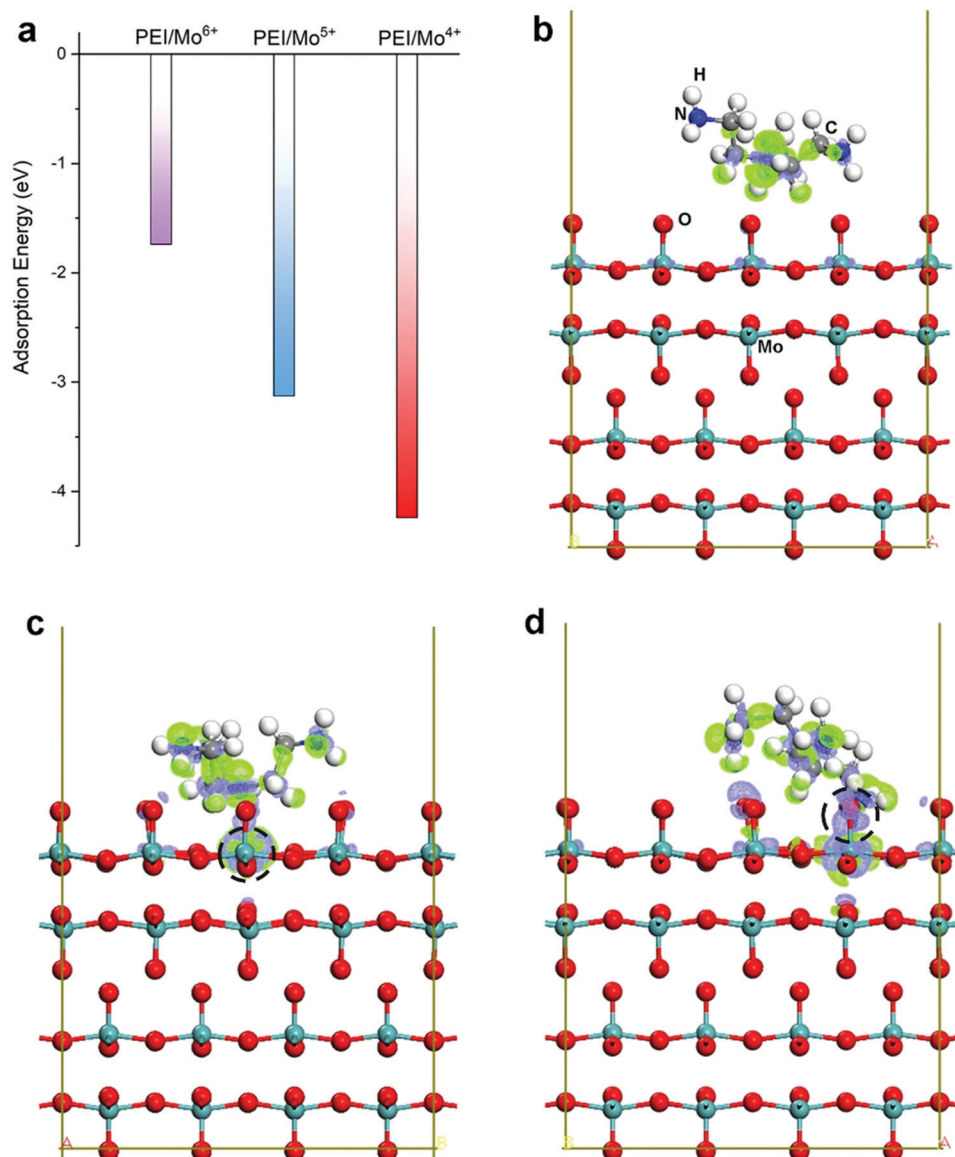 a
PEI/Mo6+ PEI/Mo5+ PEI/Mo4+
0
-1
-2
-3
-4
Adsorption Energy (eV)
b
H
N
C
O
Mo
B A
c
A B
d
B A